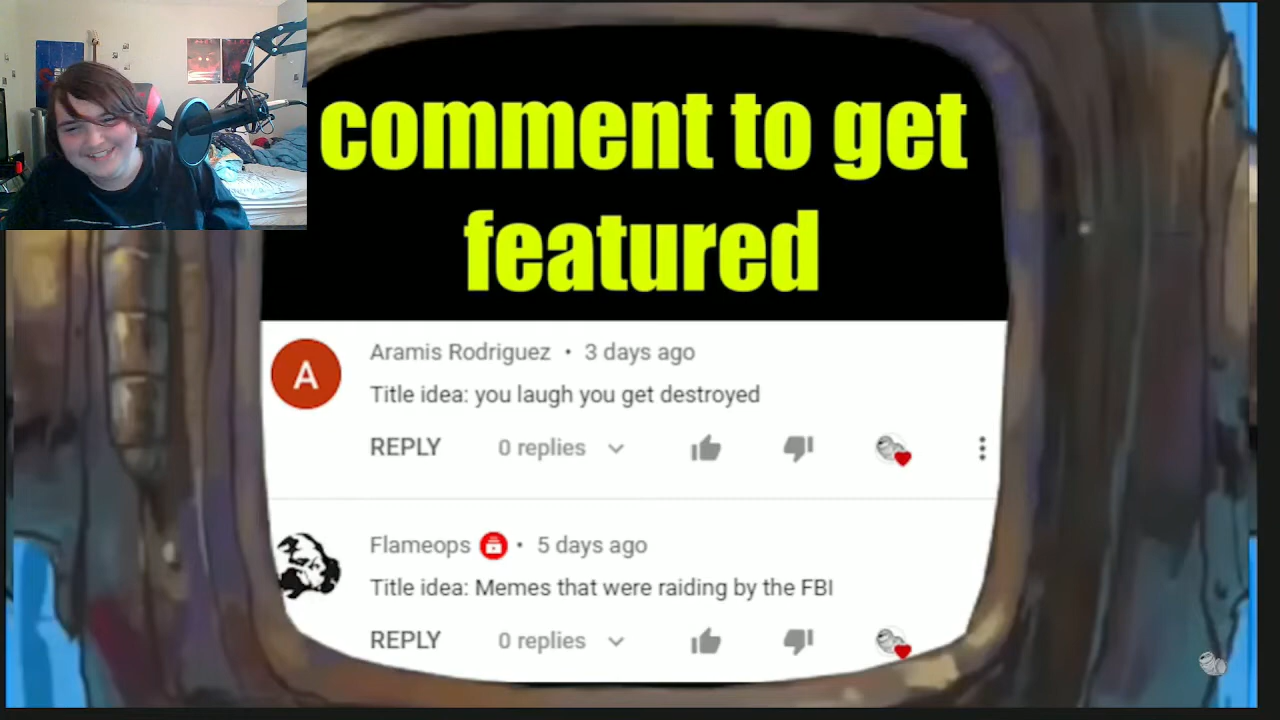 comment to get
featured
A
Aramis Rodriguez • 3 days ago
Title idea: you laugh you get destroyed
REPLY 0 replies
Flameops • 5 days ago
Title idea: Memes that were raiding by the FBI
REPLY 0 replies